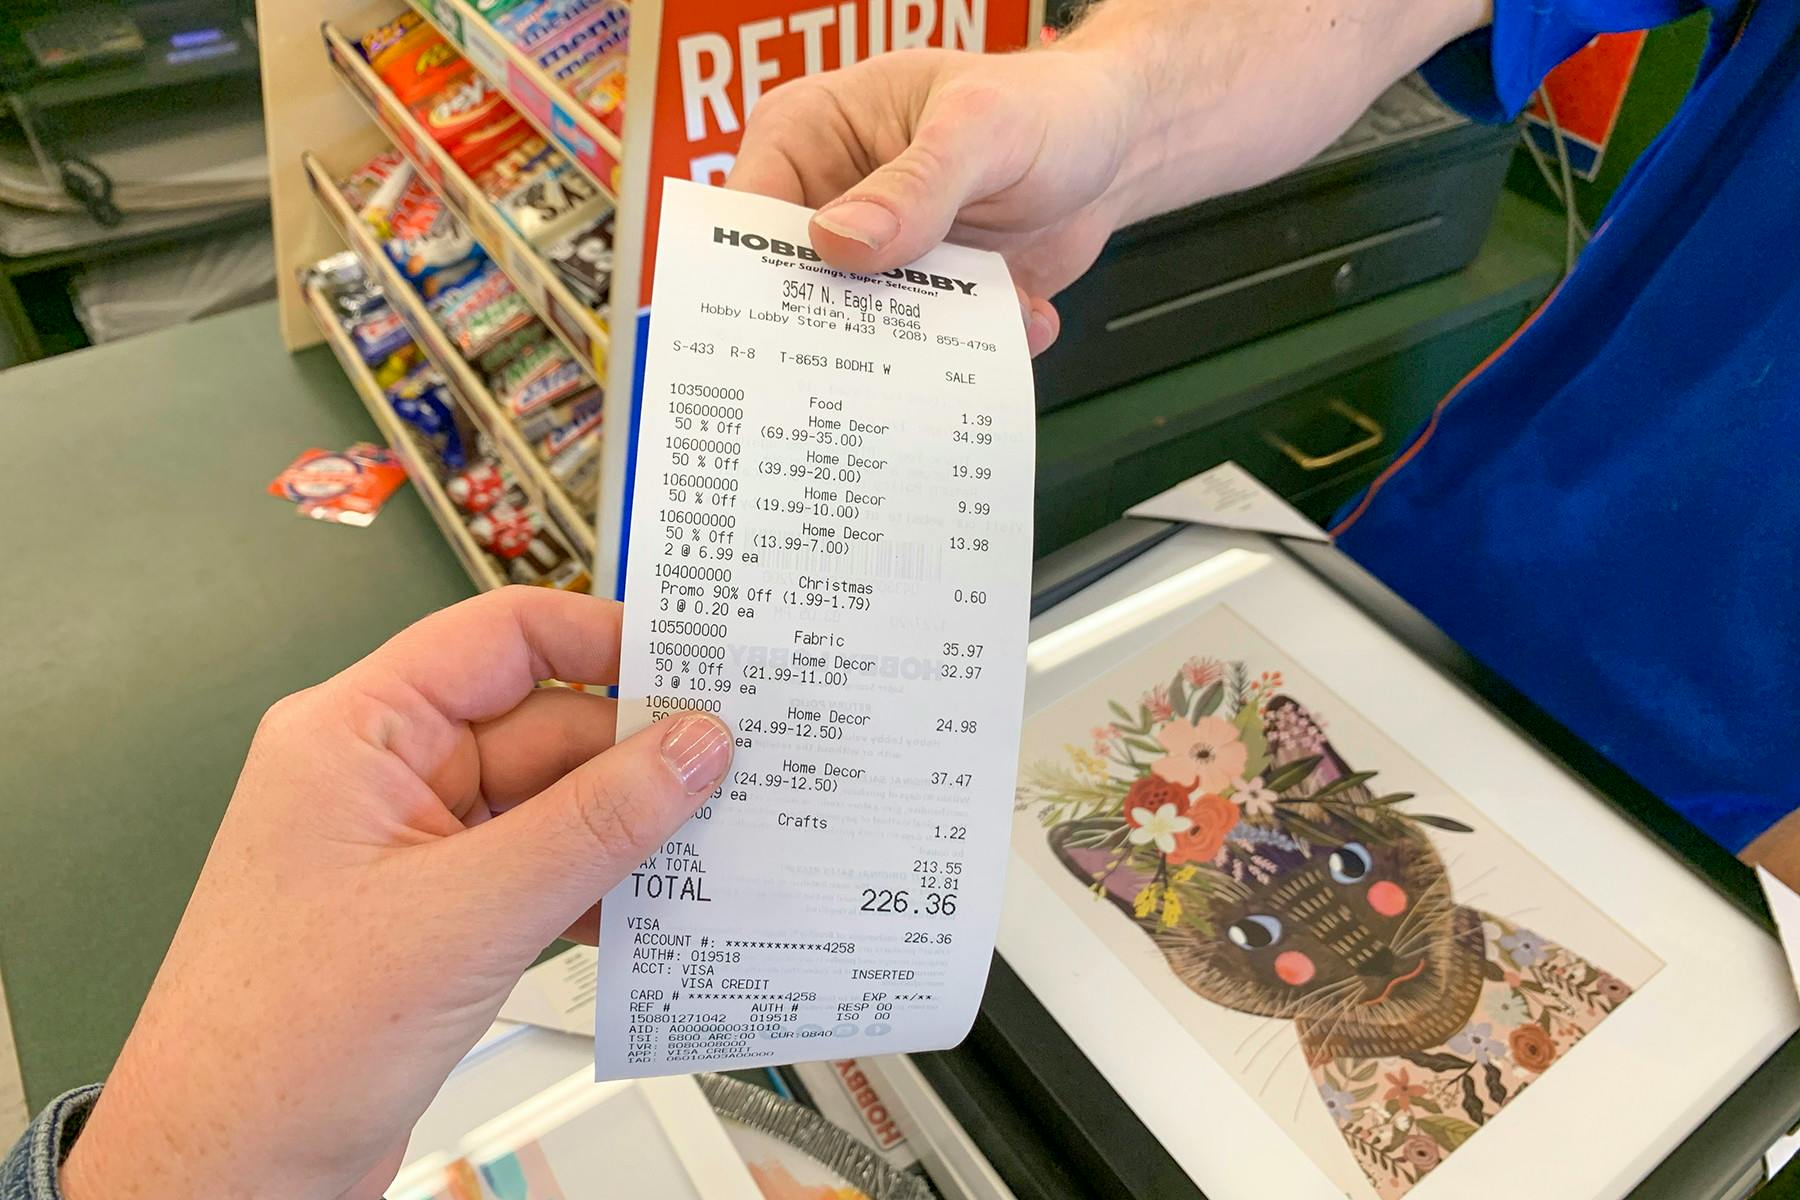 RETURN
HOBBY LOBBY
Super Savings, Super Selection!
3547 N. Eagle Road
Meridian, ID 83646
Hobby Lobby Store #433 (208) 855-4798
S-433 R-8 T-8653 BODHI W SALE
103500000 Food 1.39
106000000 Home Decor 34.99
50 % Off (69.99-35.00)
106000000 Home Decor 19.99
50 % Off (39.99-20.00)
106000000 Home Decor 9.99
50 % Off (19.99-10.00)
106000000 Home Decor 13.98
50 % Off (13.99-7.00)
2 @ 6.99 ea
104000000 Christmas 0.60
Promo 90% Off (1.99-1.79)
3 @ 0.20 ea
105500000 Fabric 35.97
106000000 Home Decor 32.97
50 % Off (21.99-11.00)
3 @ 10.99 ea
106000000 Home Decor 24.98
50 (24.99-12.50)
ea
Home Decor 37.47
(24.99-12.50)
9 ea
00 Crafts 1.22
TOTAL 213.55
AX TOTAL 12.81
TOTAL 226.36
VISA 226.36
ACCOUNT #: ************4258
AUTH#: 019518
ACCT: VISA INSERTED
VISA CREDIT
CARD # ************4258 EXP **/**
REF # AUTH # RESP 00
150801271042 019518 ISO 00
AID: A0000000031010
TSI: 6800 ARC:00 CUR:0840
TVR: 8080008000
APP: VISA CREDIT
IAD: 06010A03A00000
HOBBY